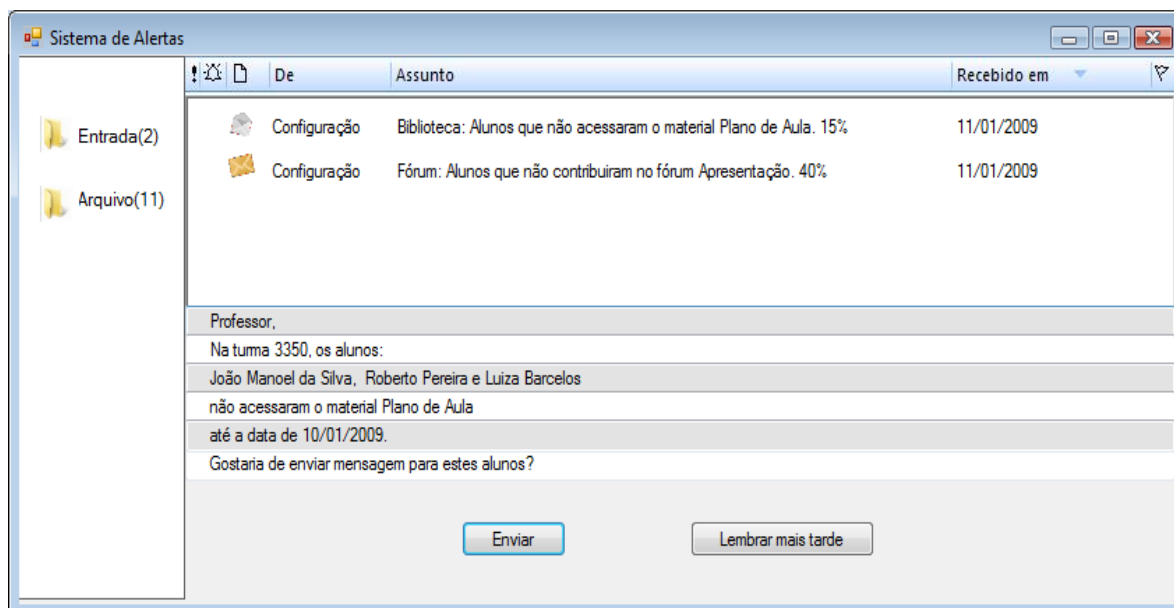 Sistema de Alertas
! De Assunto Recebido em
Entrada(2)
Arquivo(11)
Configuração Biblioteca: Alunos que não acessaram o material Plano de Aula. 15% 11/01/2009
Configuração Fórum: Alunos que não contribuiram no fórum Apresentação. 40% 11/01/2009
Professor,
Na turma 3350, os alunos:
João Manoel da Silva, Roberto Pereira e Luiza Barcelos
não acessaram o material Plano de Aula
até a data de 10/01/2009.
Gostaria de enviar mensagem para estes alunos?
Enviar Lembrar mais tarde